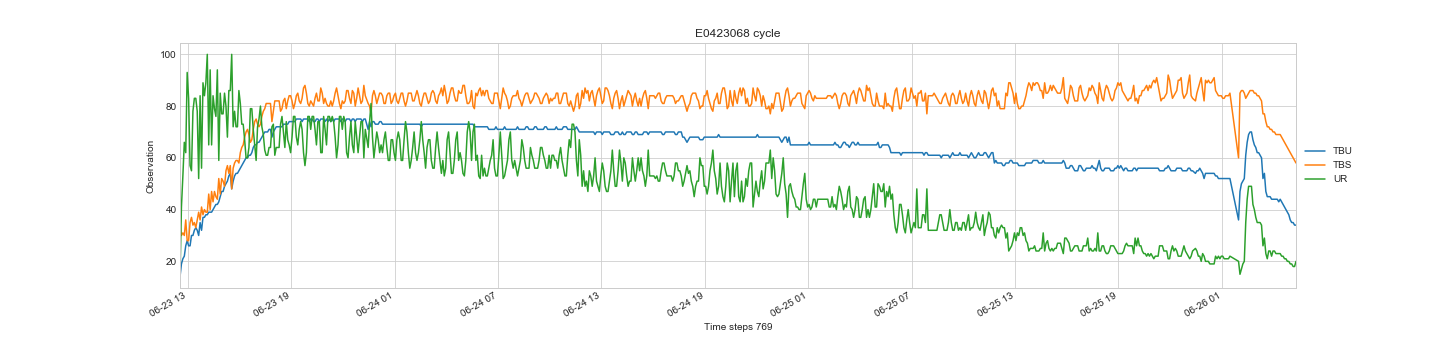 E0423068 cycle
Observation
100
80
60
40
20
06-23 13
06-23 19
06-24 01
06-24 07
06-24 13
06-24 19
06-25 01
06-25 07
06-25 13
06-25 19
06-26 01
Time steps 769
TBU
TBS
UR